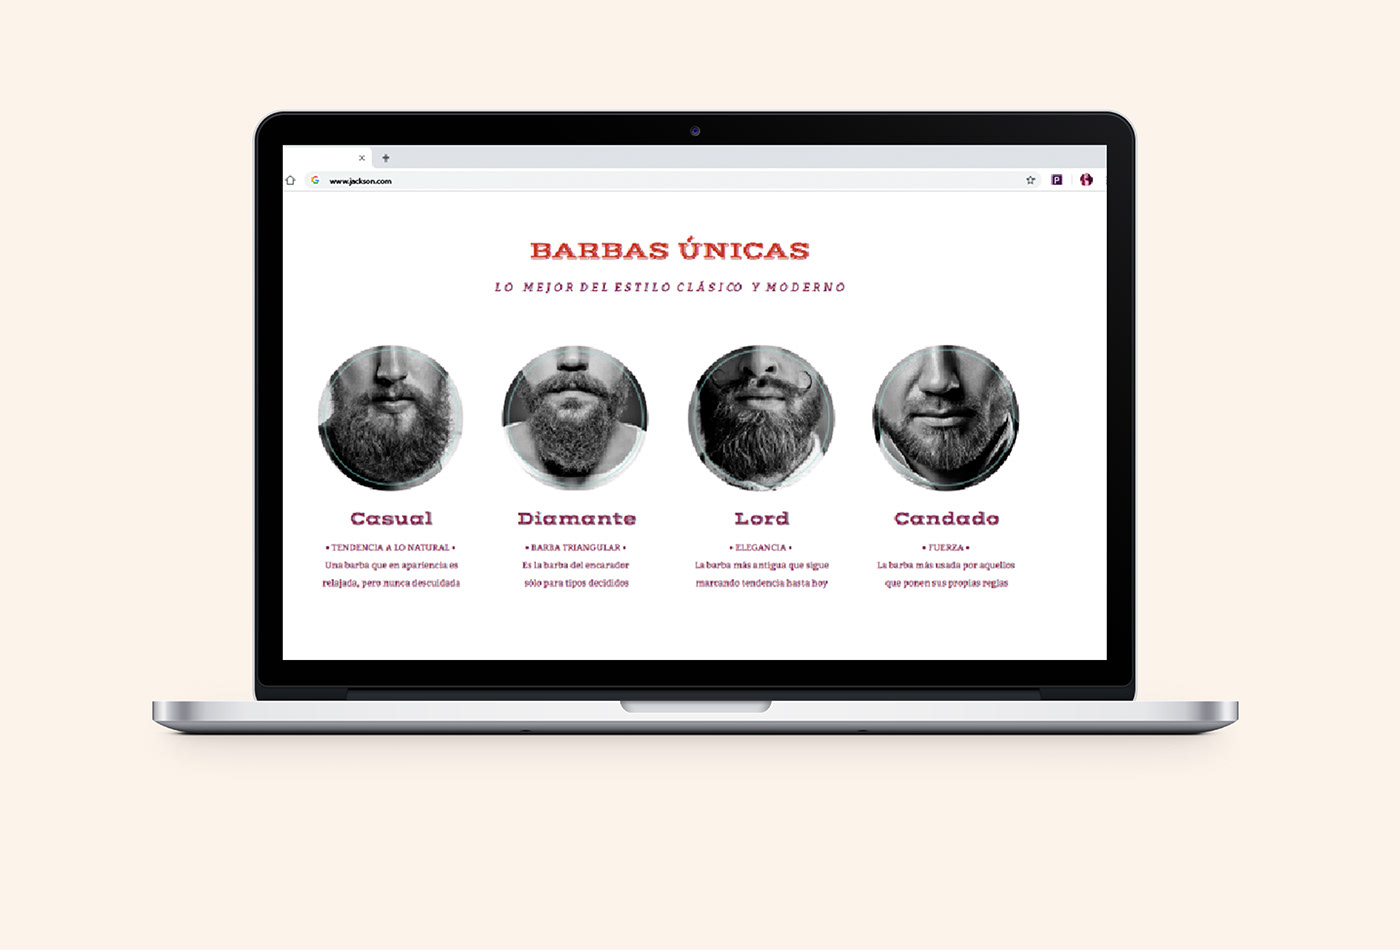 www.jackson.com
P
BARBAS ÚNICAS
LO MEJOR DEL ESTILO CLÁSICO Y MODERNO
Casual
• TENDENCIA A LO NATURAL •
Una barba que en apariencia es
relajada, pero nunca descuidada
Diamante
• BARBA TRIANGULAR •
Es la barba del encarador
sólo para tipos decididos
Lord
• ELEGANCIA •
La barba más antigua que sigue
marcando tendencia hasta hoy
Candado
• FUERZA •
La barba más usada por aquellos
que ponen sus propias reglas